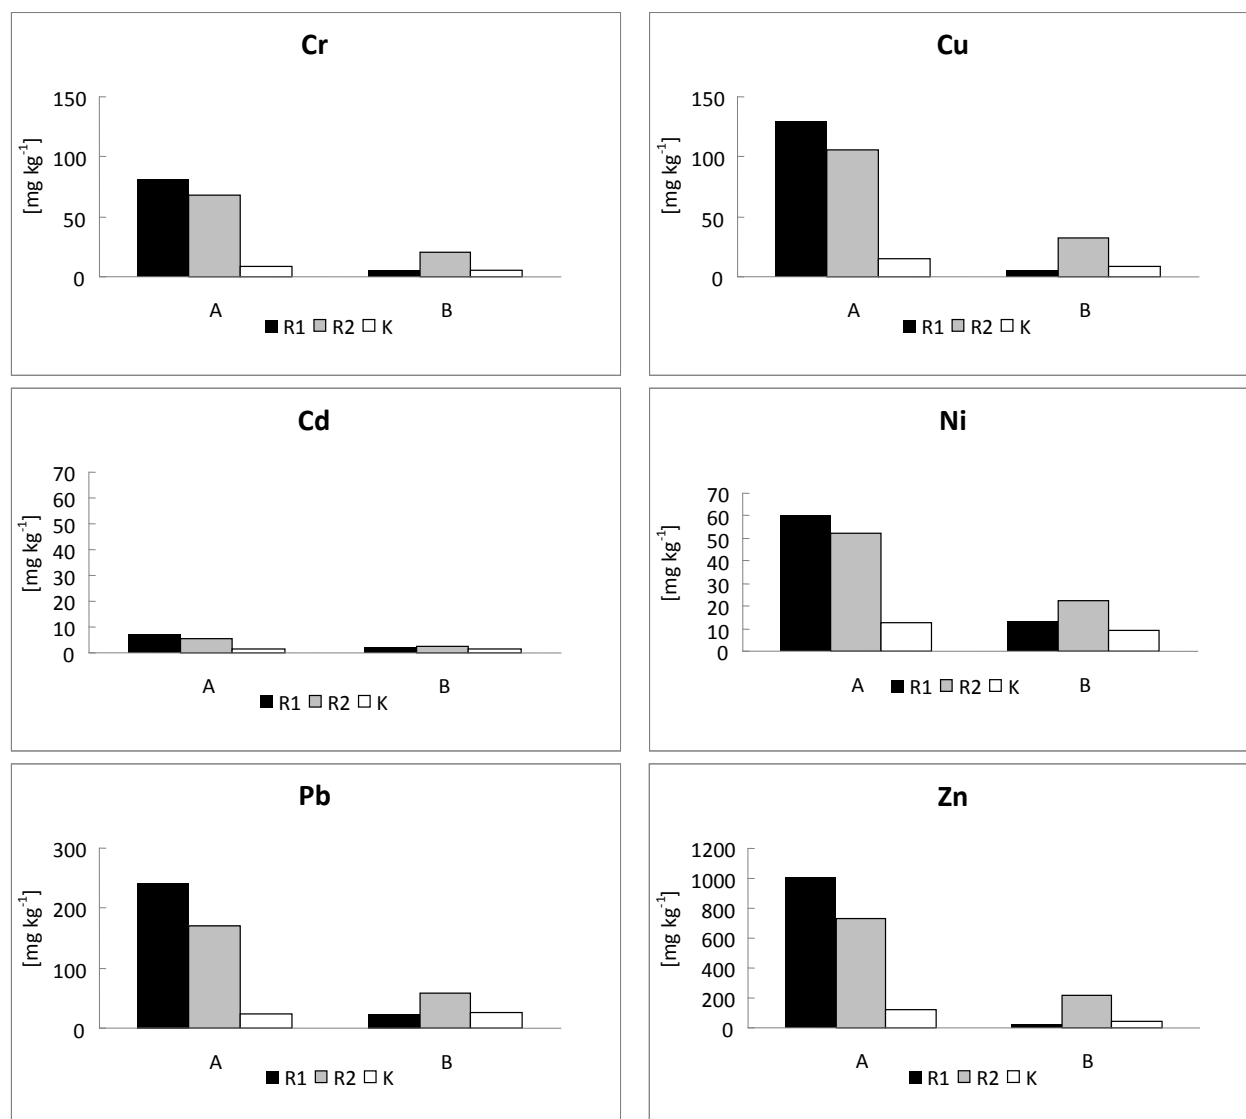 Cr
150
100
50
0
[mg kg⁻¹]
A
B
R1 R2 K
Cu
150
100
50
0
[mg kg⁻¹]
A
B
R1 R2 K
Cd
70
60
50
40
30
20
10
0
[mg kg⁻¹]
A
B
R1 R2 K
Ni
70
60
50
40
30
20
10
0
[mg kg⁻¹]
A
B
R1 R2 K
Pb
300
200
100
0
[mg kg⁻¹]
A
B
R1 R2 K
Zn
1200
1000
800
600
400
200
0
[mg kg⁻¹]
A
B
R1 R2 K